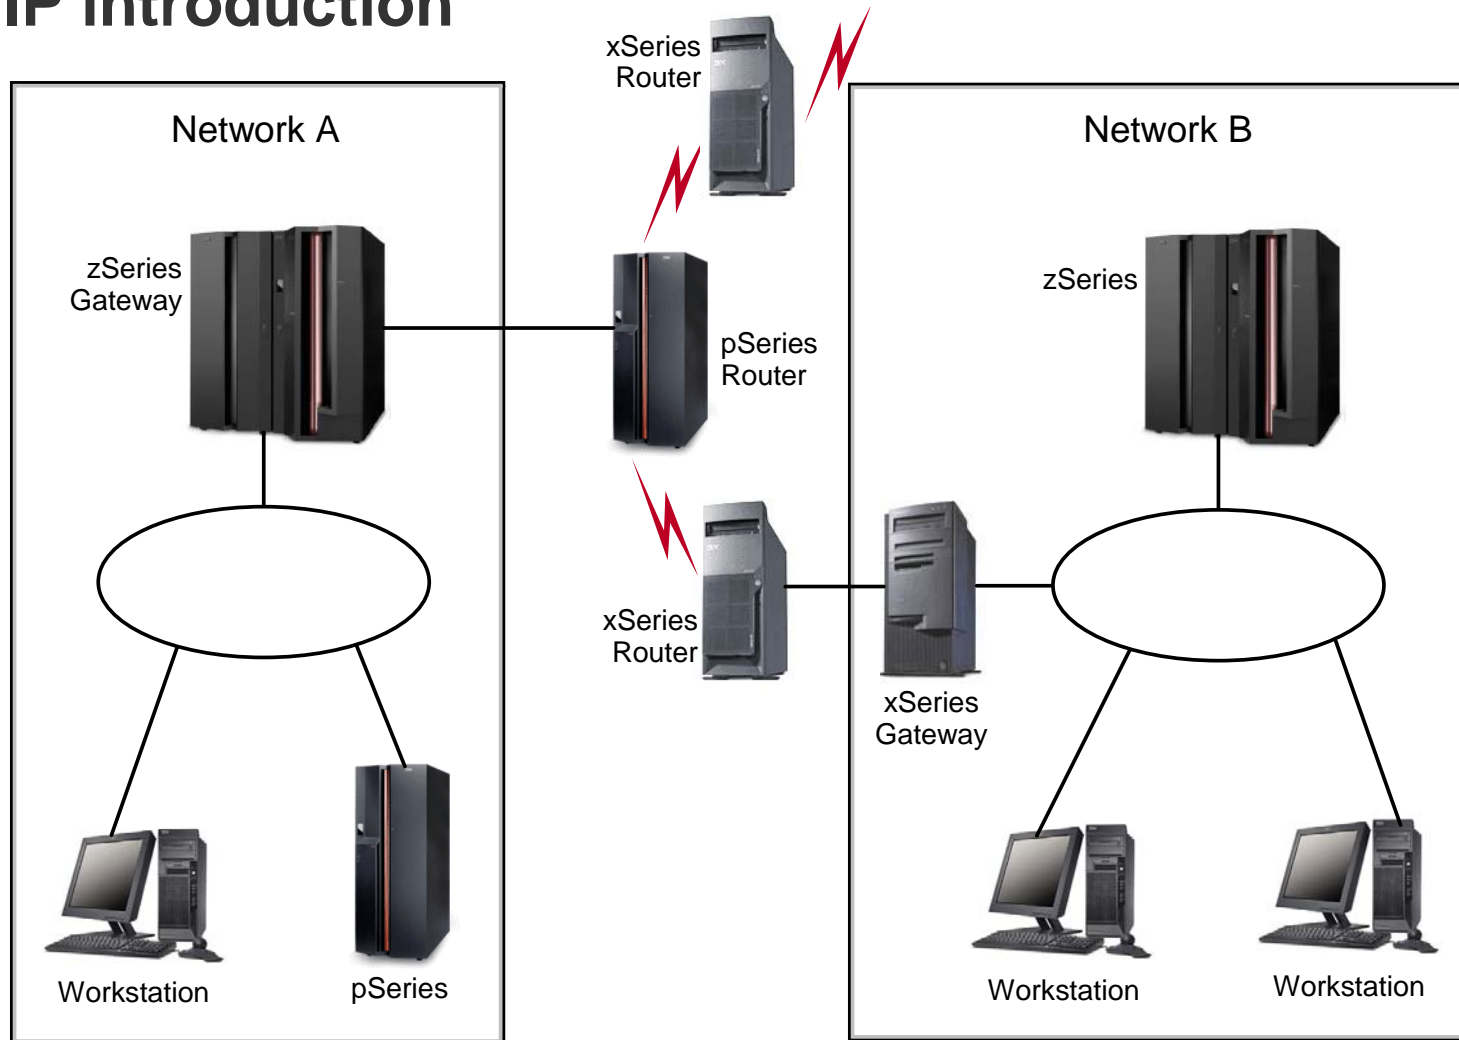 IP introduction
xSeries
Router
Network A
Network B
zSeries
Gateway
zSeries
pSeries
Router
xSeries
Router
xSeries
Gateway
Workstation
pSeries
Workstation
Workstation